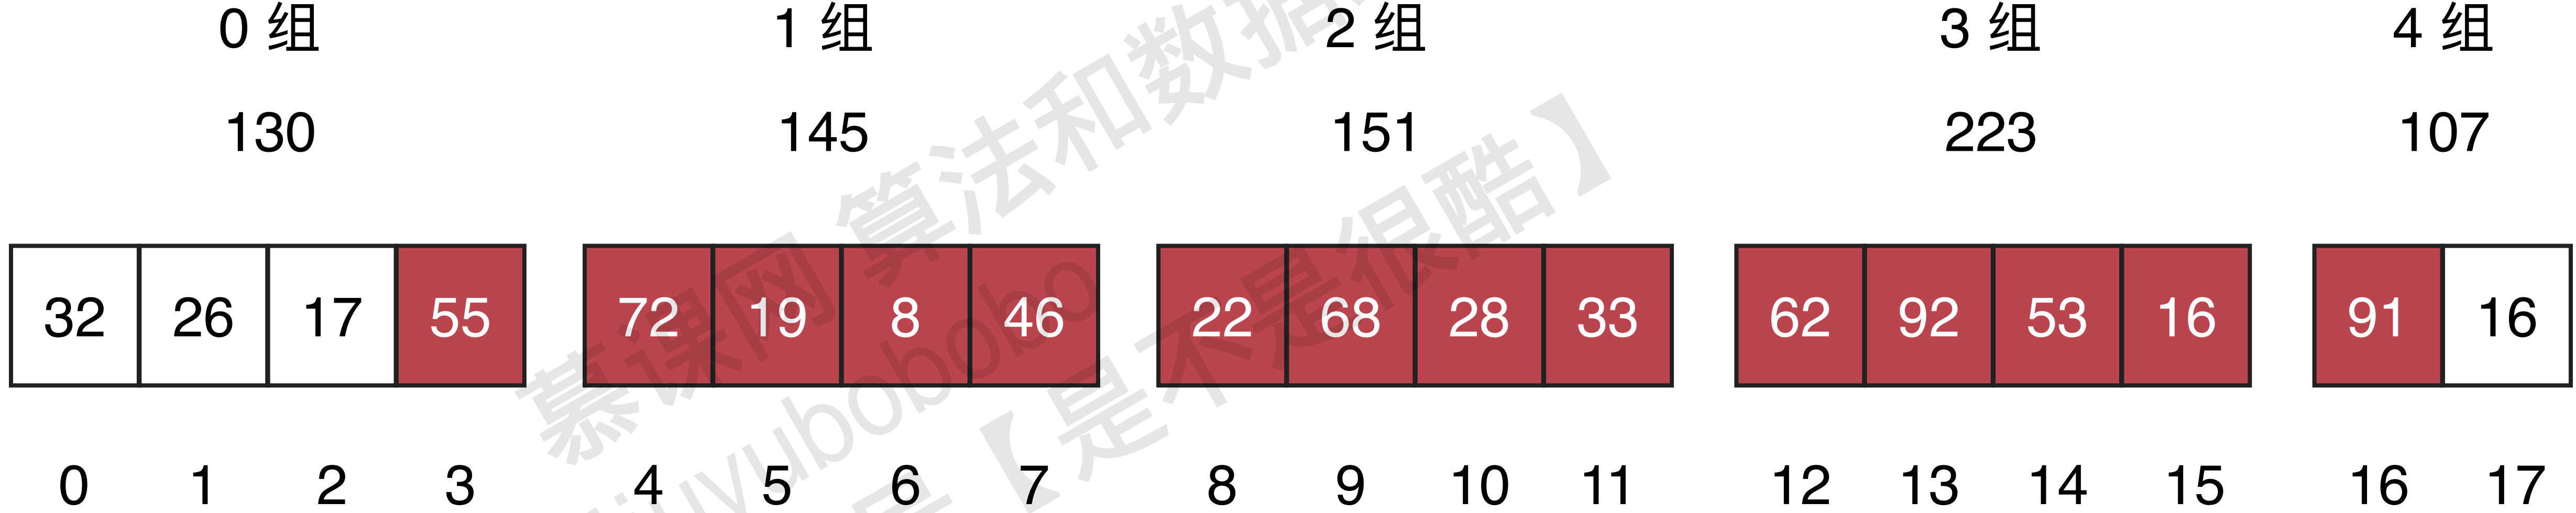 0 组 1 组 2 组 3 组 4 组
130 145 151 223 107
32 26 17 55 72 19 8 46 22 68 28 33 62 92 53 16 91 16
0 1 2 3 4 5 6 7 8 9 10 11 12 13 14 15 16 17
慕课网 算法和数据
liuyubobobo
【是不是很酷】